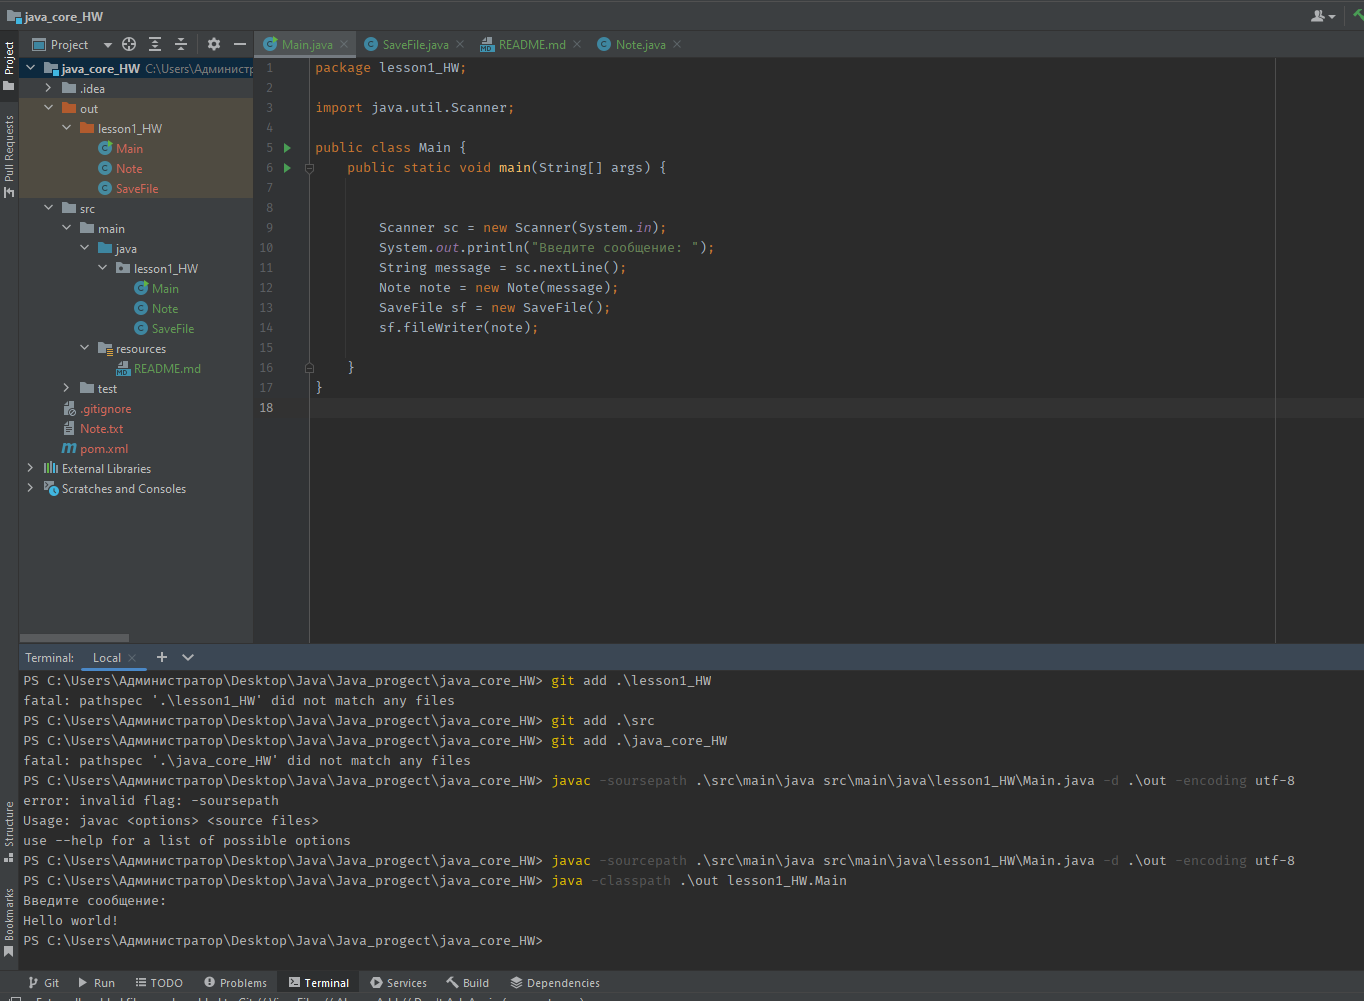 java_core_HW
Project
Main.java
SaveFile.java
README.md
Note.java
Project
Pull Requests
java_core_HW C:\Users\Администр
.idea
out
lesson1_HW
Main
Note
SaveFile
src
main
java
lesson1_HW
Main
Note
SaveFile
resources
README.md
test
.gitignore
Note.txt
pom.xml
External Libraries
Scratches and Consoles
1 package lesson1_HW;
2
3 import java.util.Scanner;
4
5 public class Main {
6 public static void main(String[] args) {
7
8
9 Scanner sc = new Scanner(System.in);
10 System.out.println("Введите сообщение: ");
11 String message = sc.nextLine();
12 Note note = new Note(message);
13 SaveFile sf = new SaveFile();
14 sf.fileWriter(note);
15
16 }
17 }
18
Terminal: Local
PS C:\Users\Администратор\Desktop\Java\Java_progect\java_core_HW> git add .\lesson1_HW
fatal: pathspec '.\lesson1_HW' did not match any files
PS C:\Users\Администратор\Desktop\Java\Java_progect\java_core_HW> git add .\src
PS C:\Users\Администратор\Desktop\Java\Java_progect\java_core_HW> git add .\java_core_HW
fatal: pathspec '.\java_core_HW' did not match any files
PS C:\Users\Администратор\Desktop\Java\Java_progect\java_core_HW> javac -soursepath .\src\main\java src\main\java\lesson1_HW\Main.java -d .\out -encoding utf-8
error: invalid flag: -soursepath
Usage: javac <options> <source files>
use --help for a list of possible options
PS C:\Users\Администратор\Desktop\Java\Java_progect\java_core_HW> javac -sourcepath .\src\main\java src\main\java\lesson1_HW\Main.java -d .\out -encoding utf-8
PS C:\Users\Администратор\Desktop\Java\Java_progect\java_core_HW> java -classpath .\out lesson1_HW.Main
Введите сообщение:
Hello world!
PS C:\Users\Администратор\Desktop\Java\Java_progect\java_core_HW>
Structure
Bookmarks
Git Run TODO Problems Terminal Services Build Dependencies